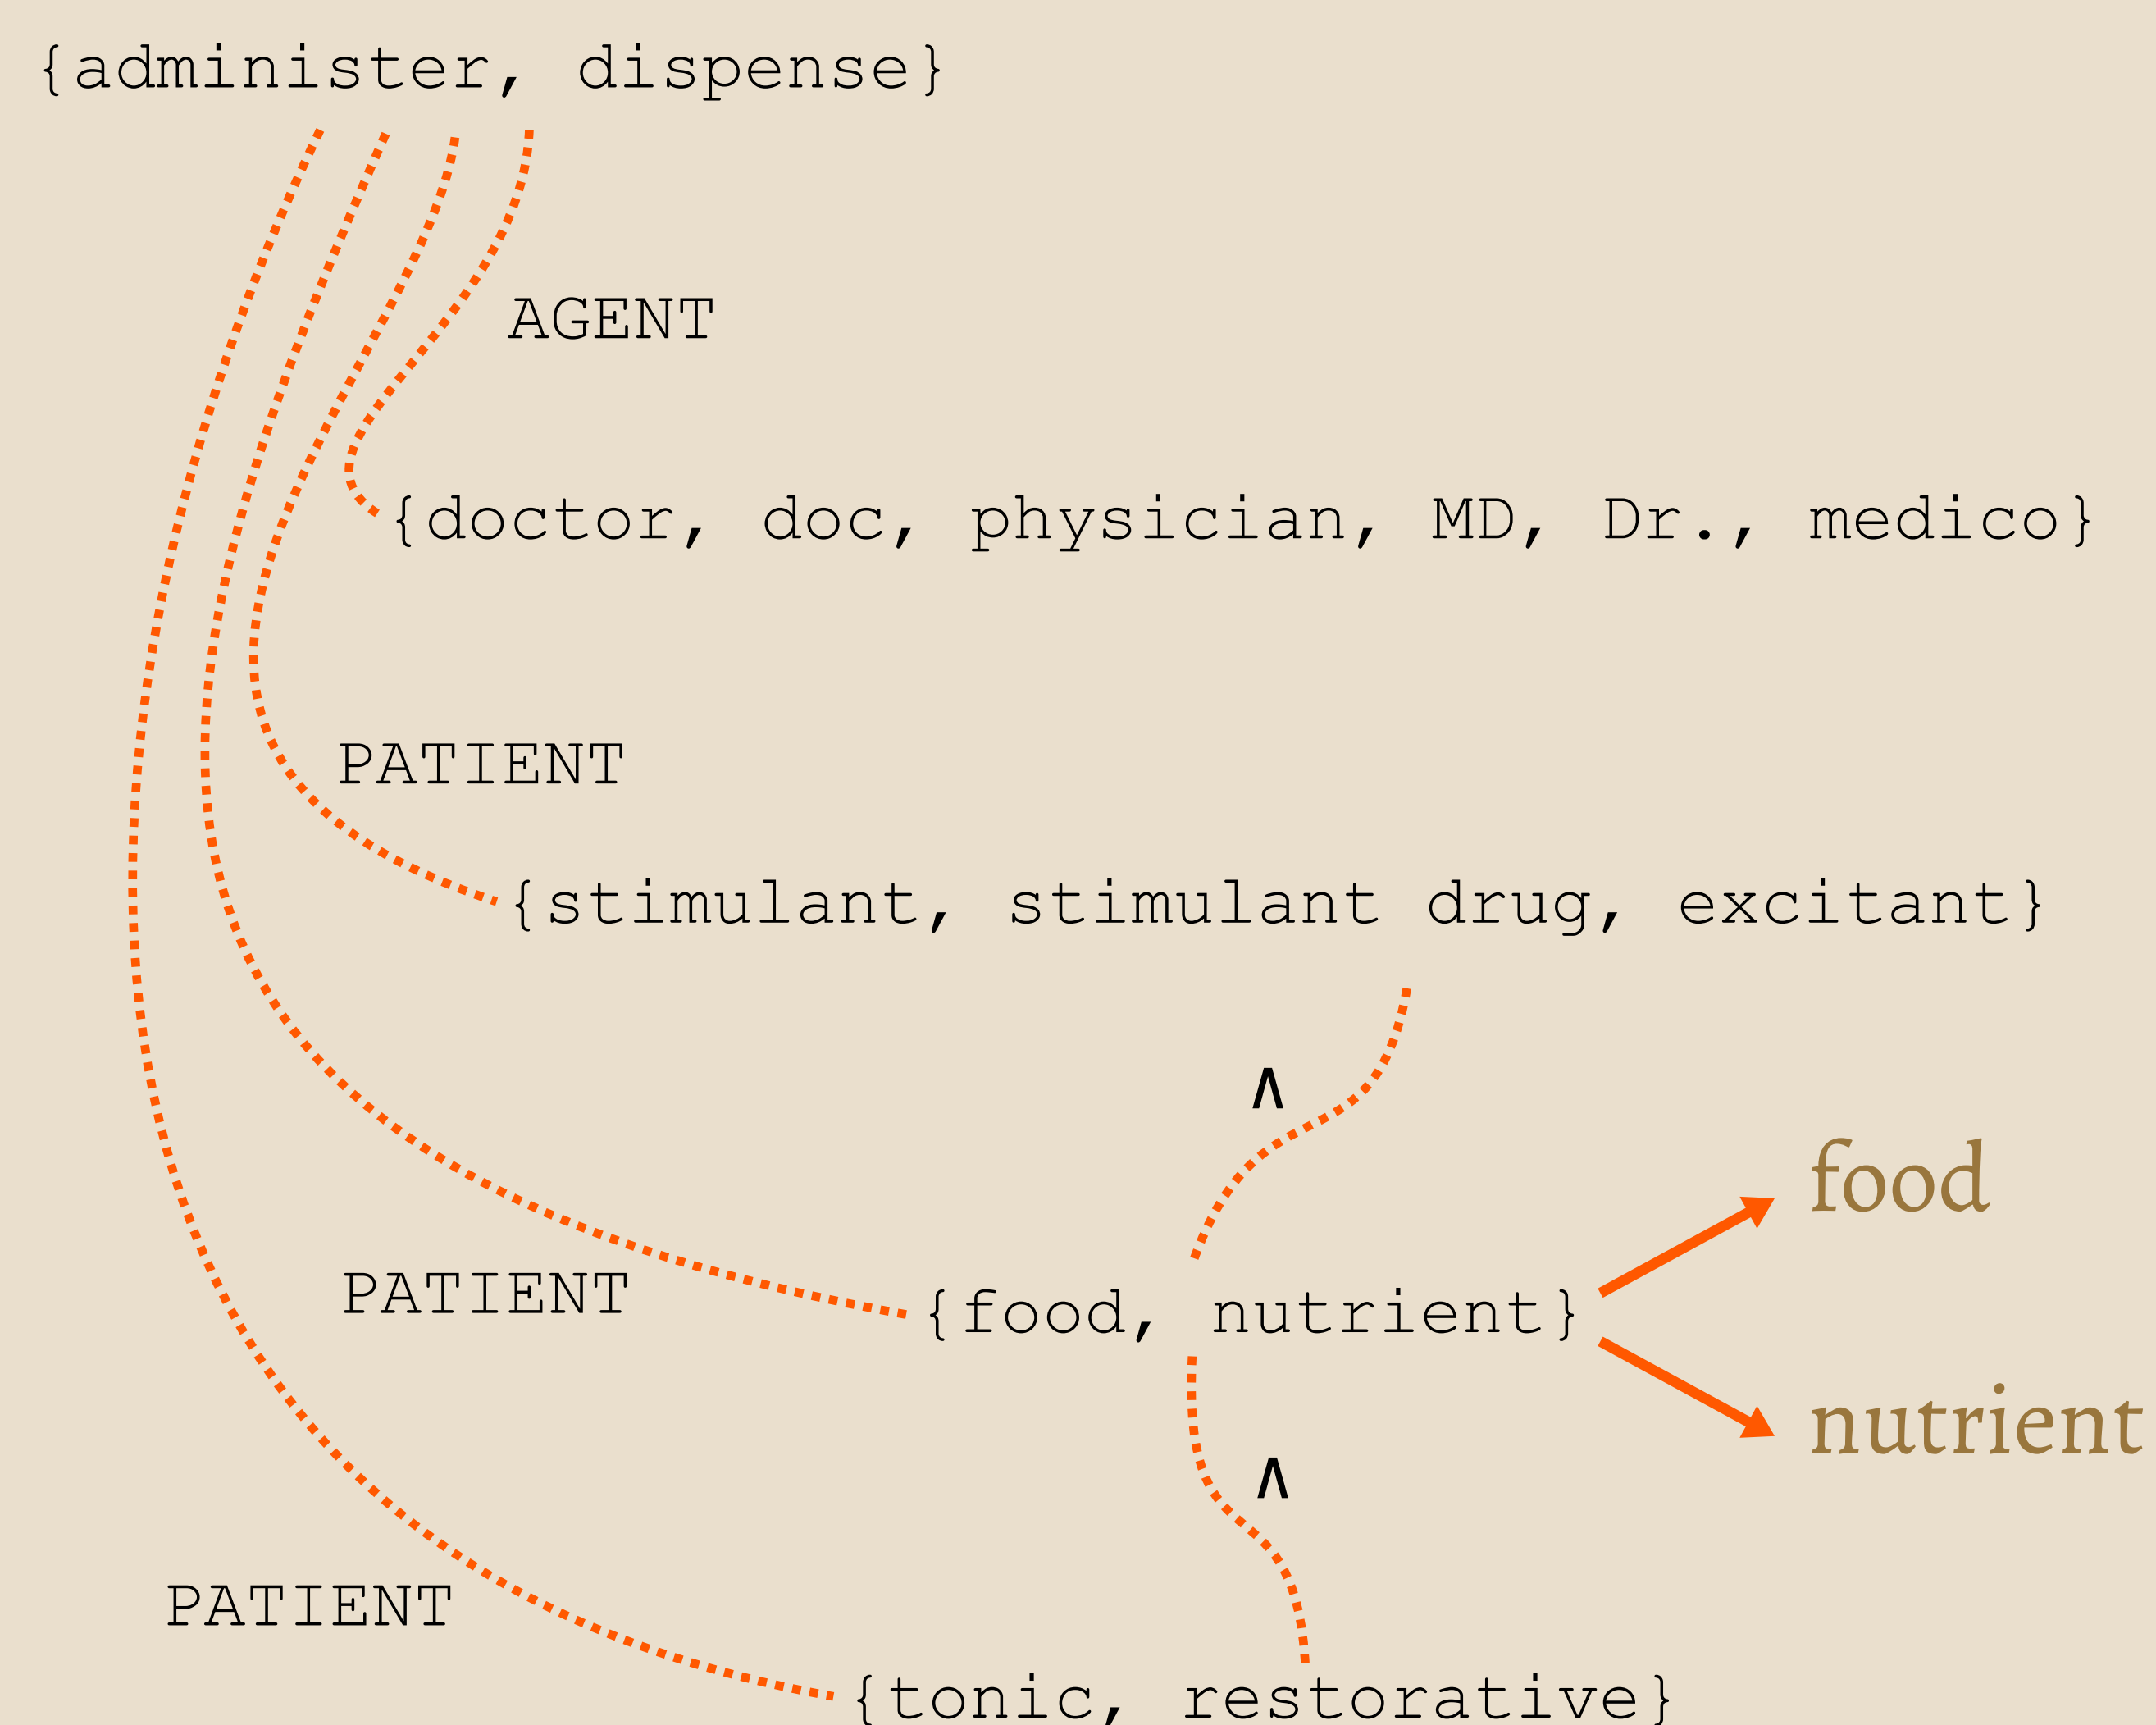 {administer, dispense}
AGENT
{doctor, doc, physician, MD, Dr., medico}
PATIENT
{stimulant, stimulant drug, excitant}
∧
food
PATIENT
{food, nutrient}
nutrient
∧
PATIENT
{tonic, restorative}